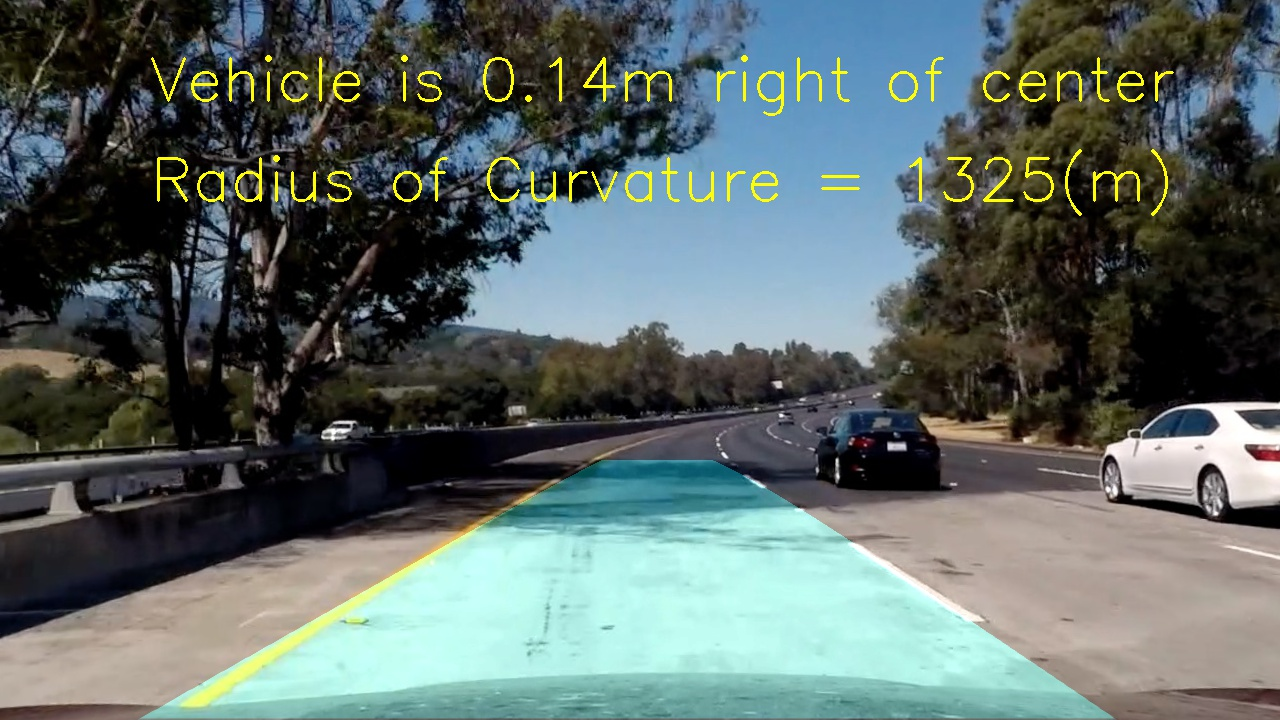 Vehicle is 0.14m right of center
Radius of Curvature = 1325(m)